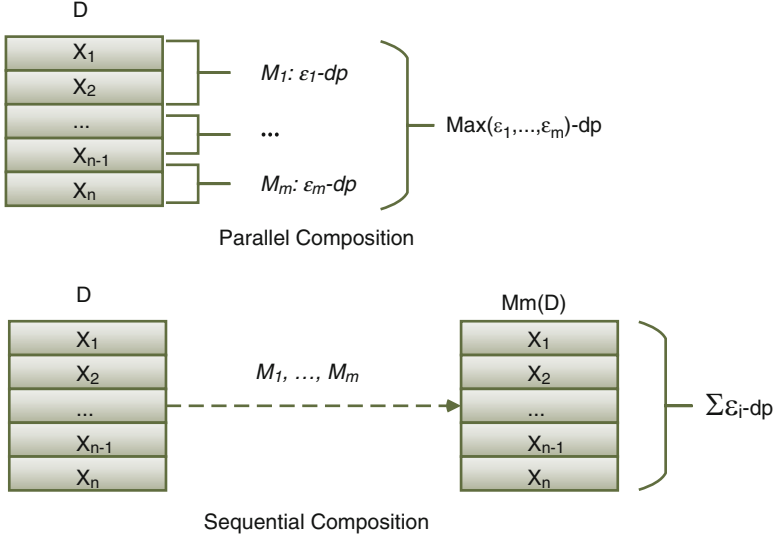 D
X1
X2
...
Xn-1
Xn
M1: ε1-dp
...
Mm: εm-dp
Max(ε1,...,εm)-dp
Parallel Composition
D
X1
X2
...
Xn-1
Xn
M1, ..., Mm
Mm(D)
X1
X2
...
Xn-1
Xn
Σεi-dp
Sequential Composition